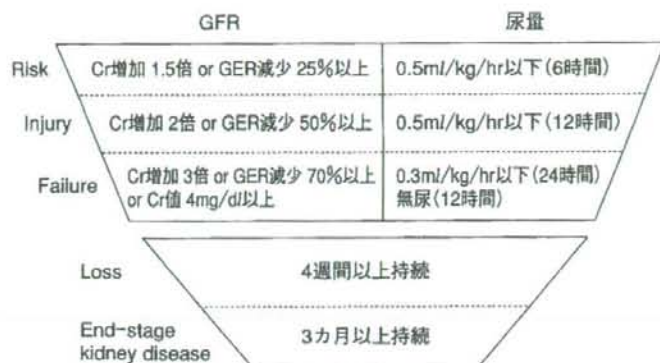 GFR 尿量
Risk Cr増加 1.5倍 or GER減少 25%以上 0.5ml/kg/hr以下(6時間)
Injury Cr増加 2倍 or GER減少 50%以上 0.5ml/kg/hr以下(12時間)
Failure Cr増加 3倍 or GER減少 70%以上 0.3ml/kg/hr以下(24時間)
or Cr値 4mg/dl以上 無尿(12時間)
Loss 4週間以上持続
End-stage
kidney disease 3カ月以上持続